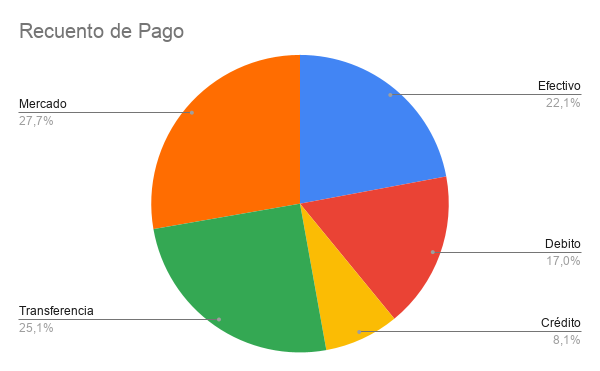 Recuento de Pago
Efectivo
22,1%
Mercado
27,7%
Debito
17,0%
Transferencia
25,1%
Crédito
8,1%